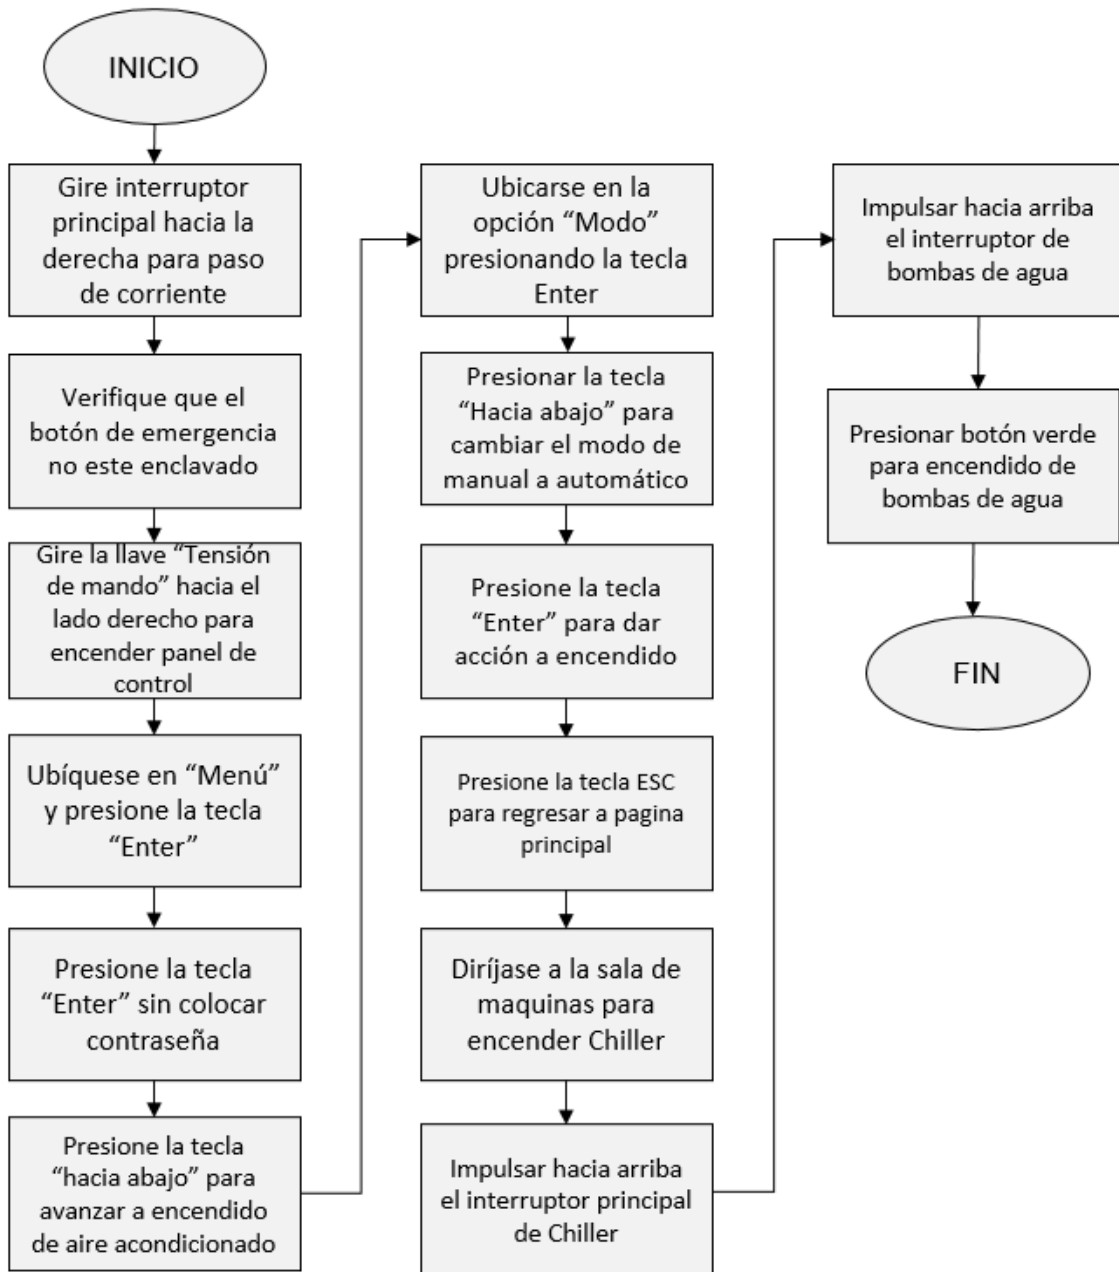 INICIO
Gire interruptor
principal hacia la
derecha para paso
de corriente
Verifique que el
botón de emergencia
no este enclavado
Gire la llave “Tensión
de mando” hacia el
lado derecho para
encender panel de
control
Ubíquese en “Menú”
y presione la tecla
“Enter”
Presione la tecla
“Enter” sin colocar
contraseña
Presione la tecla
“hacia abajo” para
avanzar a encendido
de aire acondicionado
Ubicarse en la
opción “Modo”
presionando la tecla
Enter
Presionar la tecla
“Hacia abajo” para
cambiar el modo de
manual a automático
Presione la tecla
“Enter” para dar
acción a encendido
Presione la tecla ESC
para regresar a pagina
principal
Diríjase a la sala de
maquinas para
encender Chiller
Impulsar hacia arriba
el interruptor principal
de Chiller
Impulsar hacia arriba
el interruptor de
bombas de agua
Presionar botón verde
para encendido de
bombas de agua
FIN